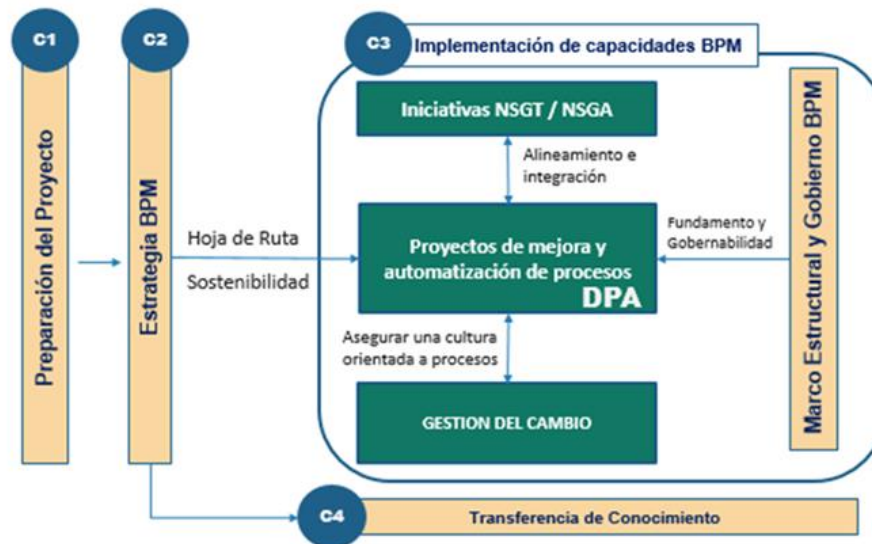 C1
Preparación del Proyecto
C2
Estrategia BPM
Hoja de Ruta
Sostenibilidad
C3
Implementación de capacidades BPM
Iniciativas NSGT / NSGA
Alineamiento e
integración
Proyectos de mejora y
automatización de procesos
DPA
Fundamento y
Gobernabilidad
Marco Estructural y Gobierno BPM
Asegurar una cultura
orientada a procesos
GESTION DEL CAMBIO
C4
Transferencia de Conocimiento